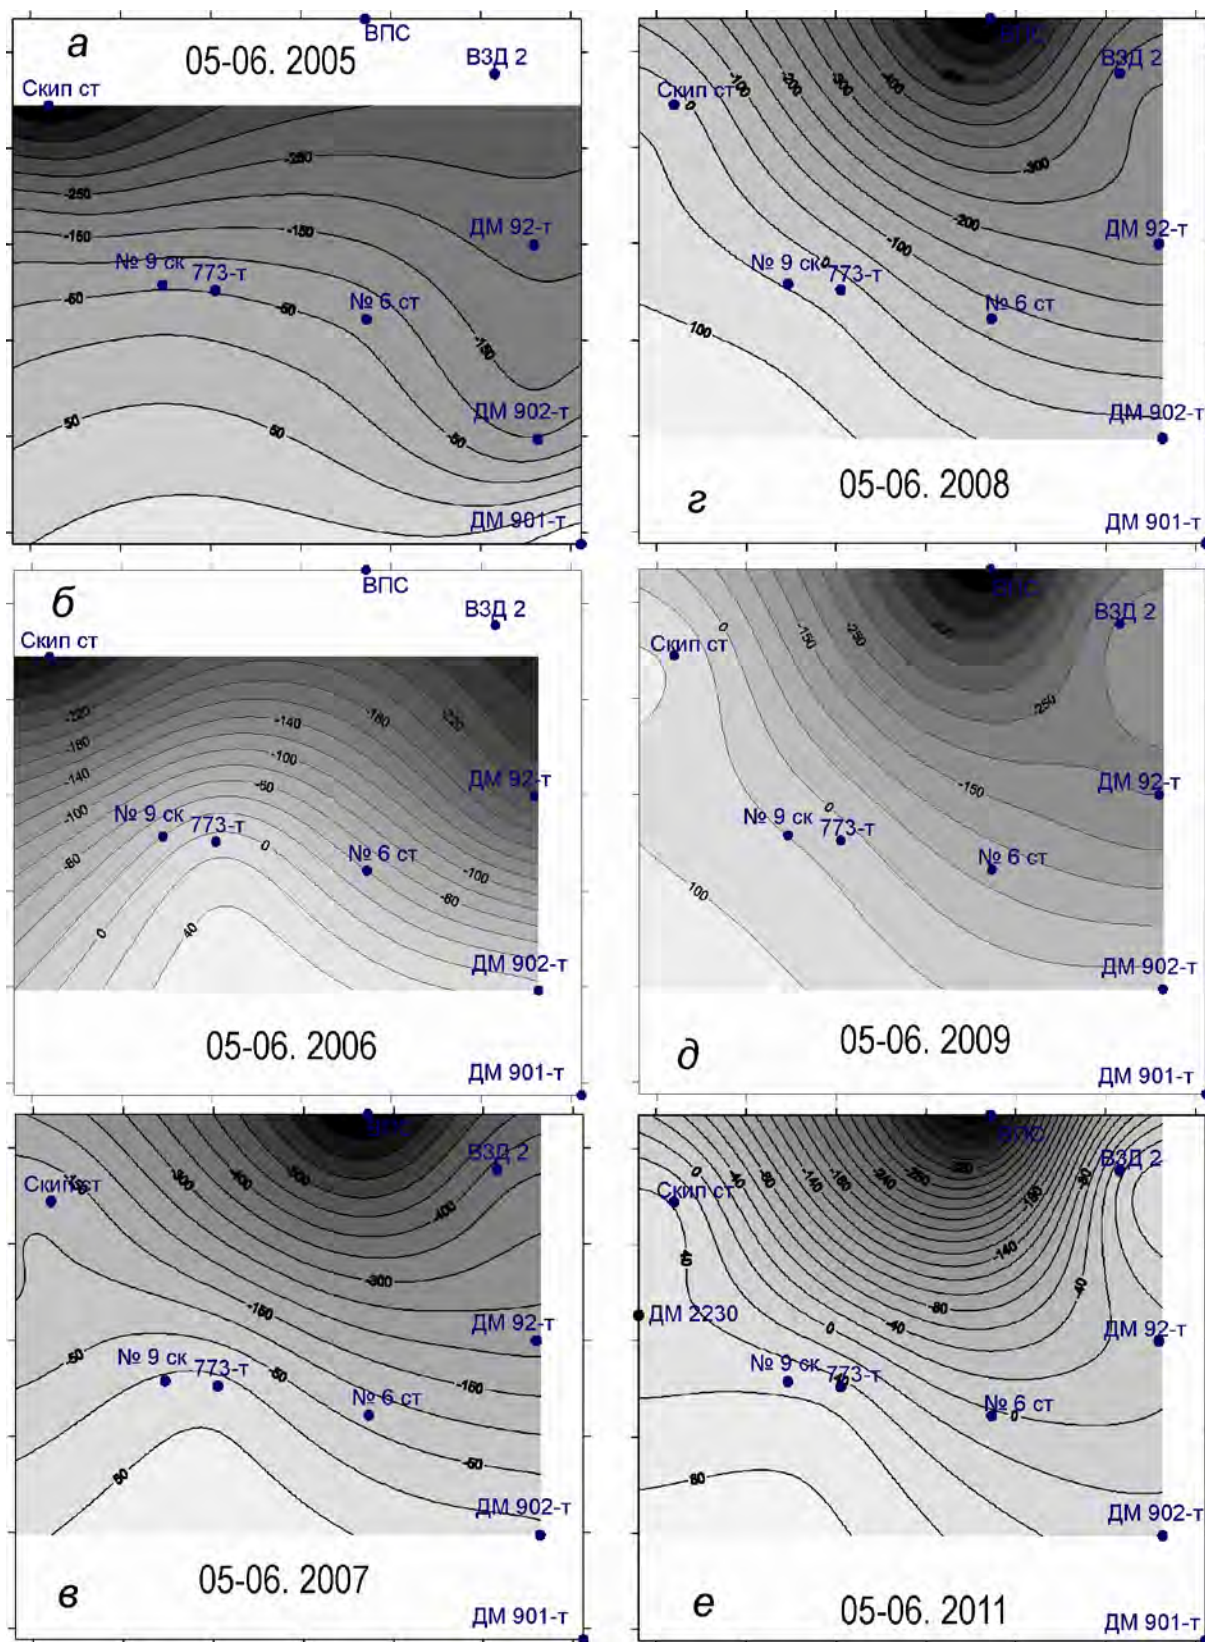 а
05-06. 2005
ВПС
ВЗД 2
Скип ст
-250
-250
-150
-150
ДМ 92-т
№ 9 ск
773-т
№ 6 ст
-50
-50
-150
ДМ 902-т
50
50
-50
ДМ 901-т
б
ВПС
ВЗД 2
Скип ст
-220
-140
-180
-220
-180
-100
-140
-60
ДМ 92-т
-100
№ 9 ск
773-т
0
№ 6 ст
-60
-100
-60
0
40
ДМ 902-т
05-06. 2006
ДМ 901-т
ВПС
ВЗД 2
Скип ст
-300
-400
-500
-400
-300
-150
ДМ 92-т
-50
№ 9 ск
773-т
-50
-150
№ 6 ст
50
-50
ДМ 902-т
в
05-06. 2007
ДМ 901-т
ВПС
ВЗД 2
Скип ст
0
-100
-200
-300
-400
-300
-200
-100
ДМ 92-т
№ 9 ск
0
773-т
№ 6 ст
100
ДМ 902-т
г
05-06. 2008
ДМ 901-т
ВПС
ВЗД 2
Скип ст
0
-150
-250
-250
ДМ 92-т
-150
№ 9 ск
0
773-т
№ 6 ст
100
ДМ 902-т
д
05-06. 2009
ДМ 901-т
ВПС
ВЗД 2
Скип ст
0
-40
-80
-140
-180
-240
-180
-80
-140
40
-40
ДМ 2230
-80
0
-40
ДМ 92-т
№ 9 ск
773-т
40
№ 6 ст
0
80
ДМ 902-т
е
05-06. 2011
ДМ 901-т